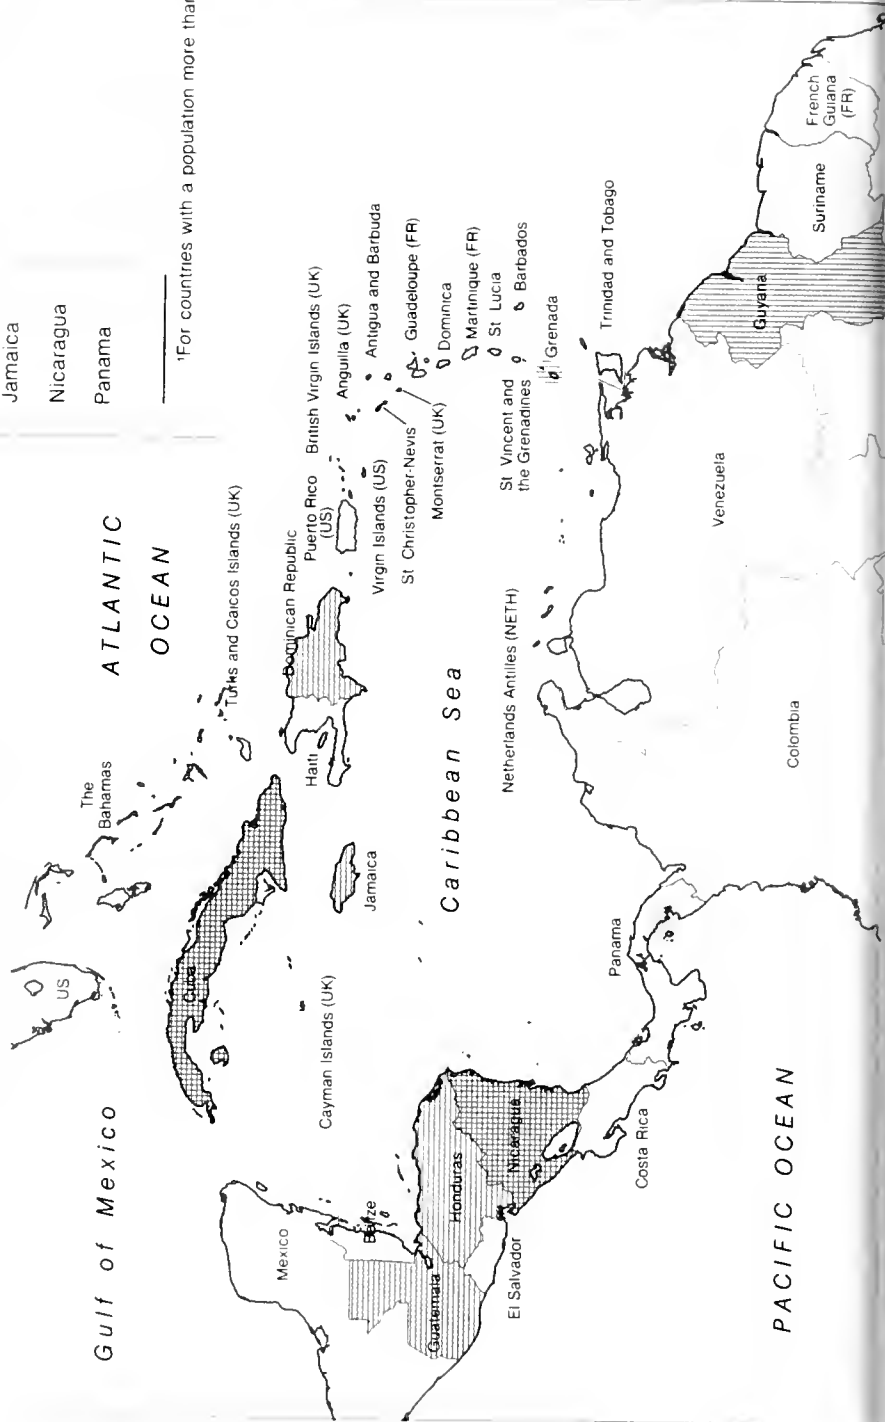 Jamaica
Nicaragua
Panama
¹For countries with a population more than
ATLANTIC
OCEAN
Gulf of Mexico
US
The
Bahamas
Turks and Caicos Islands (UK)
Cuba
Cayman Islands (UK)
Jamaica
Haiti
Dominican Republic
Puerto Rico
(US)
British Virgin Islands (UK)
Virgin Islands (US)
Anguilla (UK)
St Christopher-Nevis
Antigua and Barbuda
Montserrat (UK)
Guadeloupe (FR)
Dominica
Martinique (FR)
St Lucia
Barbados
St Vincent and
the Grenadines
Grenada
Trinidad and Tobago
Caribbean Sea
Netherlands Antilles (NETH)
Mexico
Belize
Guatemala
Honduras
El Salvador
Nicaragua
Costa Rica
Panama
Colombia
Venezuela
Guyana
Suriname
French
Guiana
(FR)
PACIFIC OCEAN